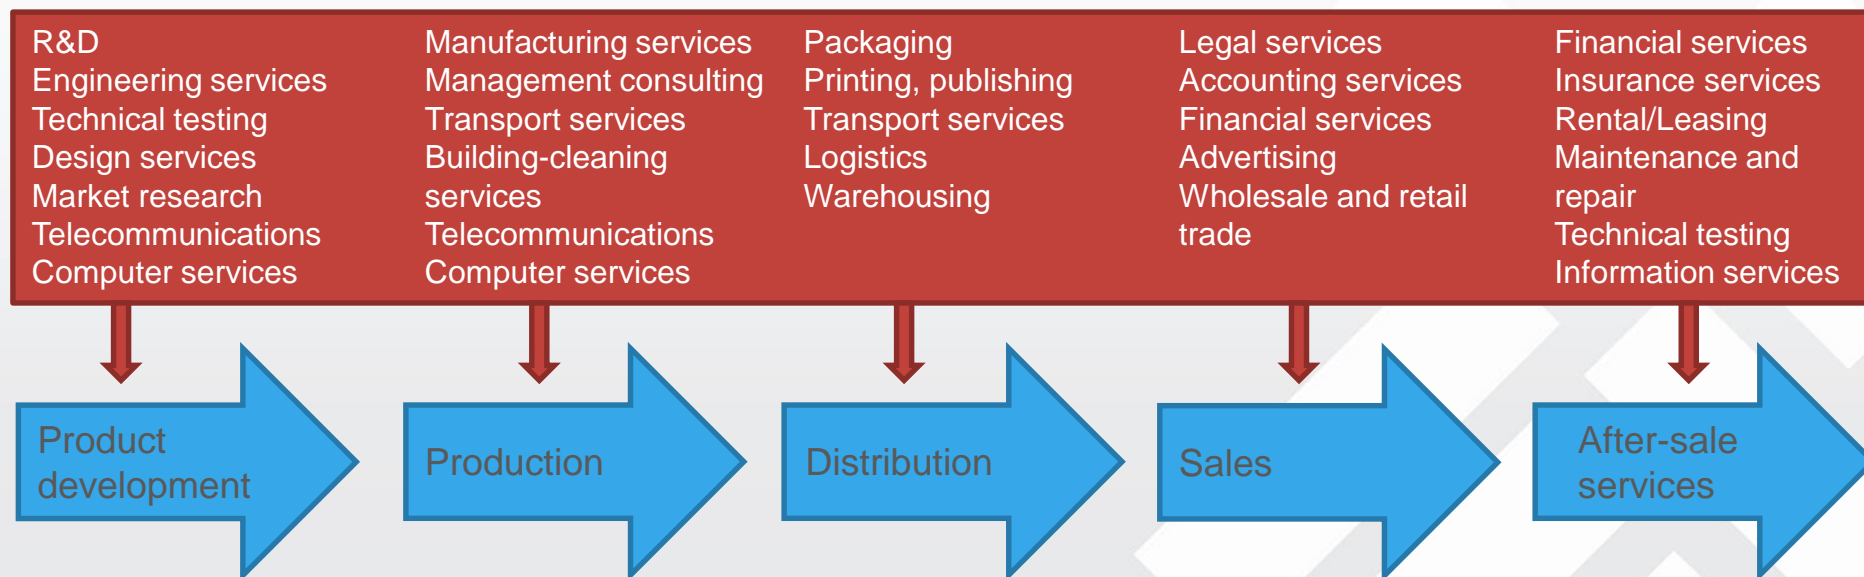 R&D
Engineering services
Technical testing
Design services
Market research
Telecommunications
Computer services
Manufacturing services
Management consulting
Transport services
Building-cleaning
services
Telecommunications
Computer services
Packaging
Printing, publishing
Transport services
Logistics
Warehousing
Legal services
Accounting services
Financial services
Advertising
Wholesale and retail
trade
Financial services
Insurance services
Rental/Leasing
Maintenance and
repair
Technical testing
Information services
Product
development
Production
Distribution
Sales
After-sale
services